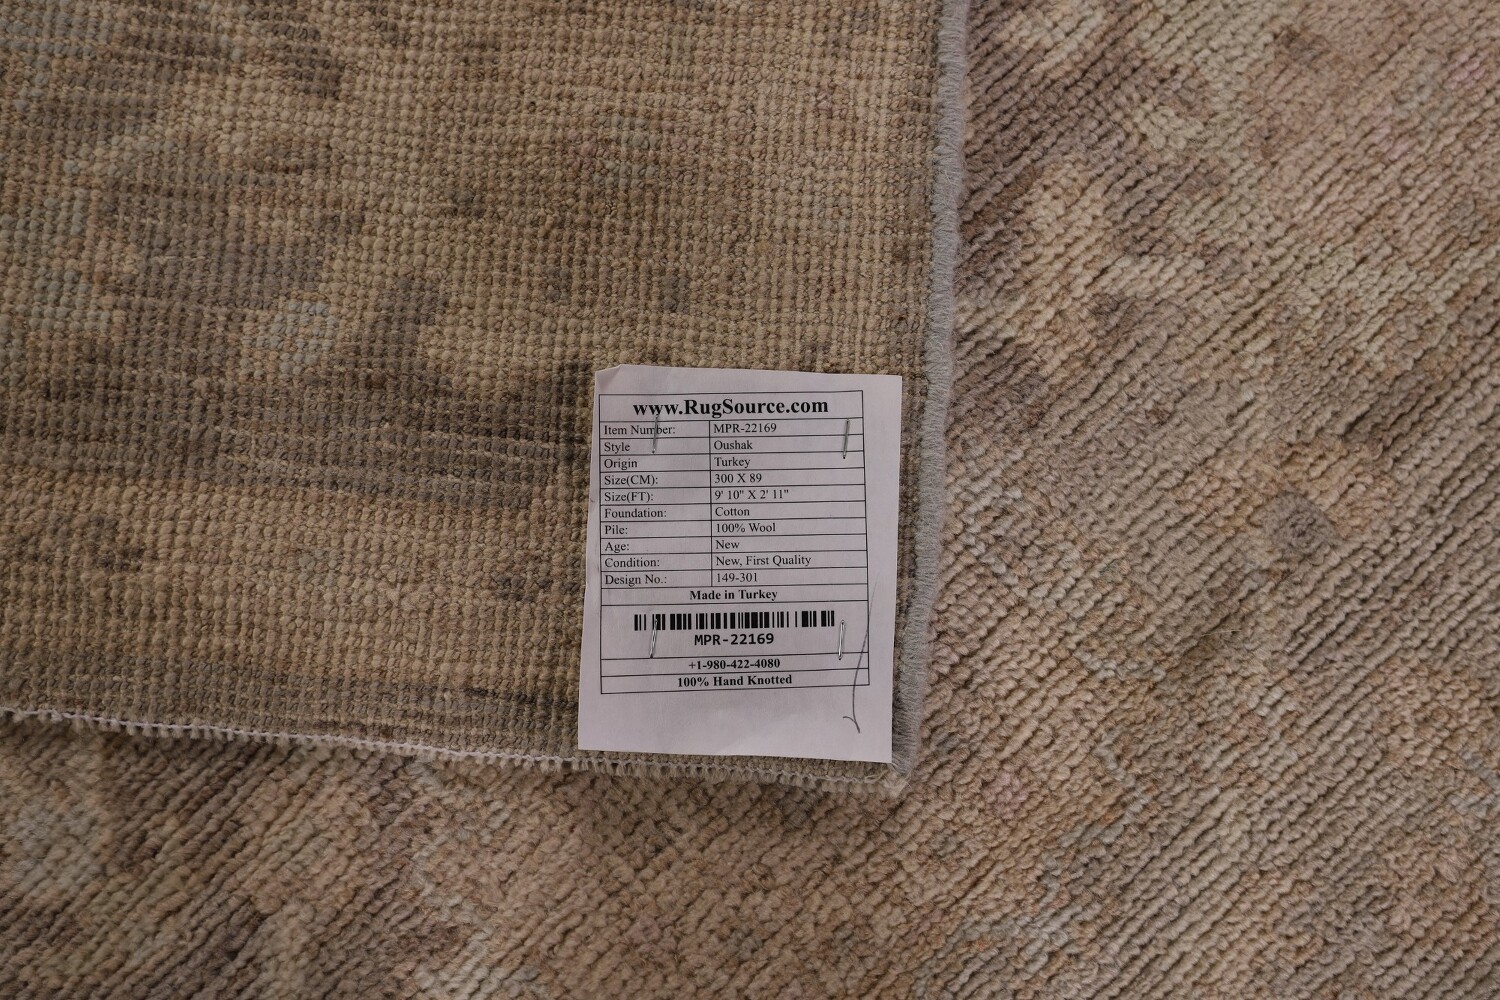 www.RugSource.com
Item Number: MPR-22169
Style Oushak
Origin Turkey
Size(CM): 300 X 89
Size(FT): 9' 10" X 2' 11"
Foundation: Cotton
Pile: 100% Wool
Age: New
Condition: New, First Quality
Design No.: 149-301
Made in Turkey
MPR-22169
+1-980-422-4080
100% Hand Knotted